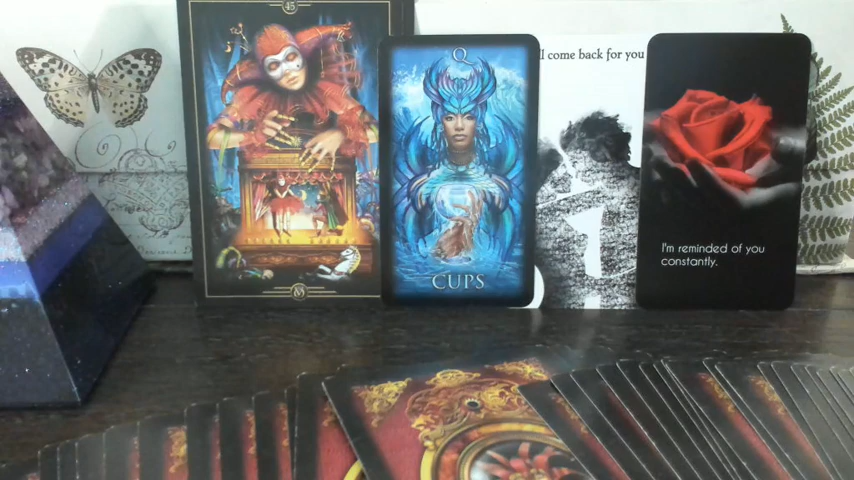 45
Q
I come back for you
CUPS
I'm reminded of you
constantly.